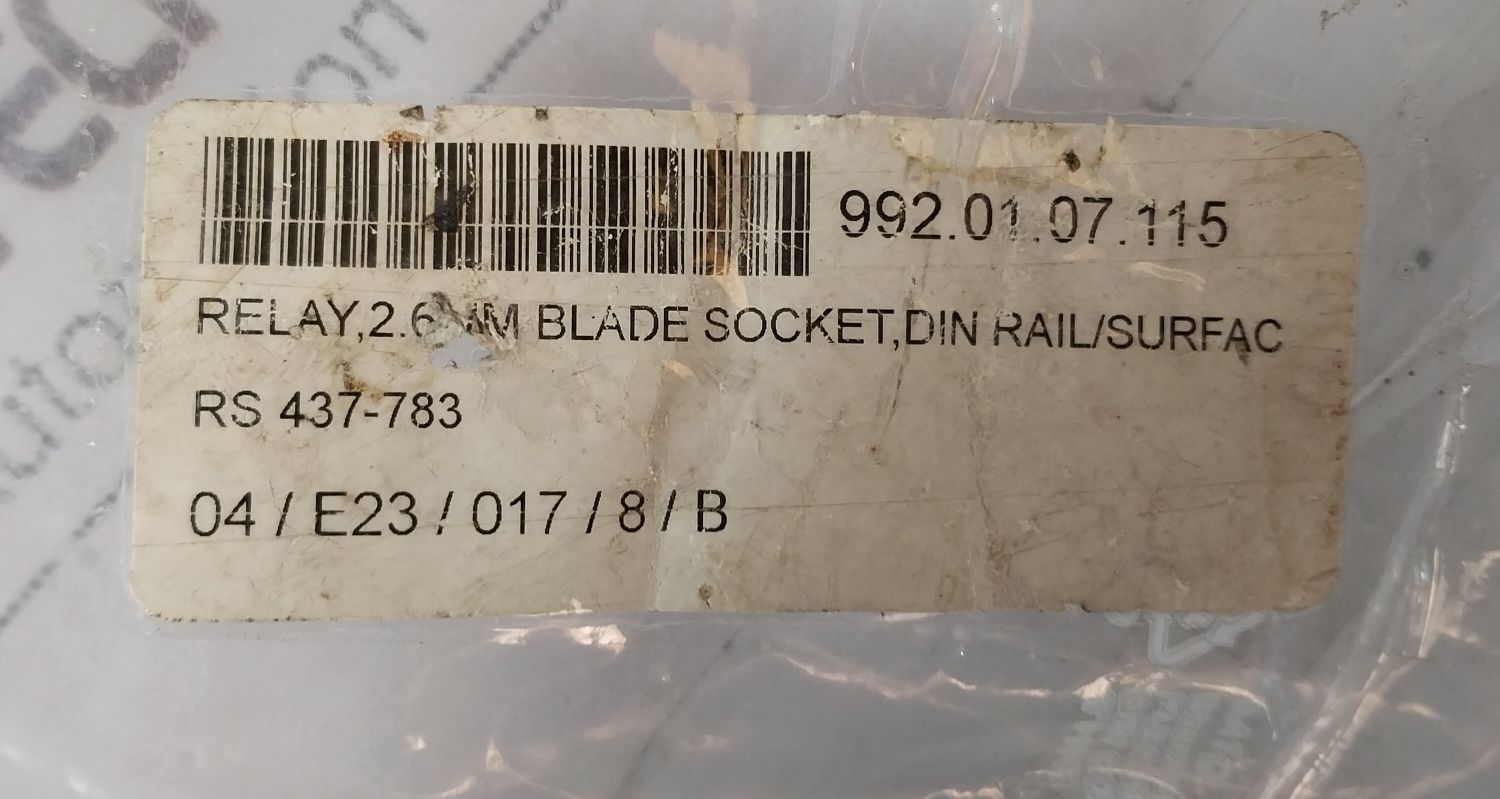 992.01.07.115
RELAY,2.6MM BLADE SOCKET,DIN RAIL/SURFAC
RS 437-783
04 / E23 / 017 / 8 / B